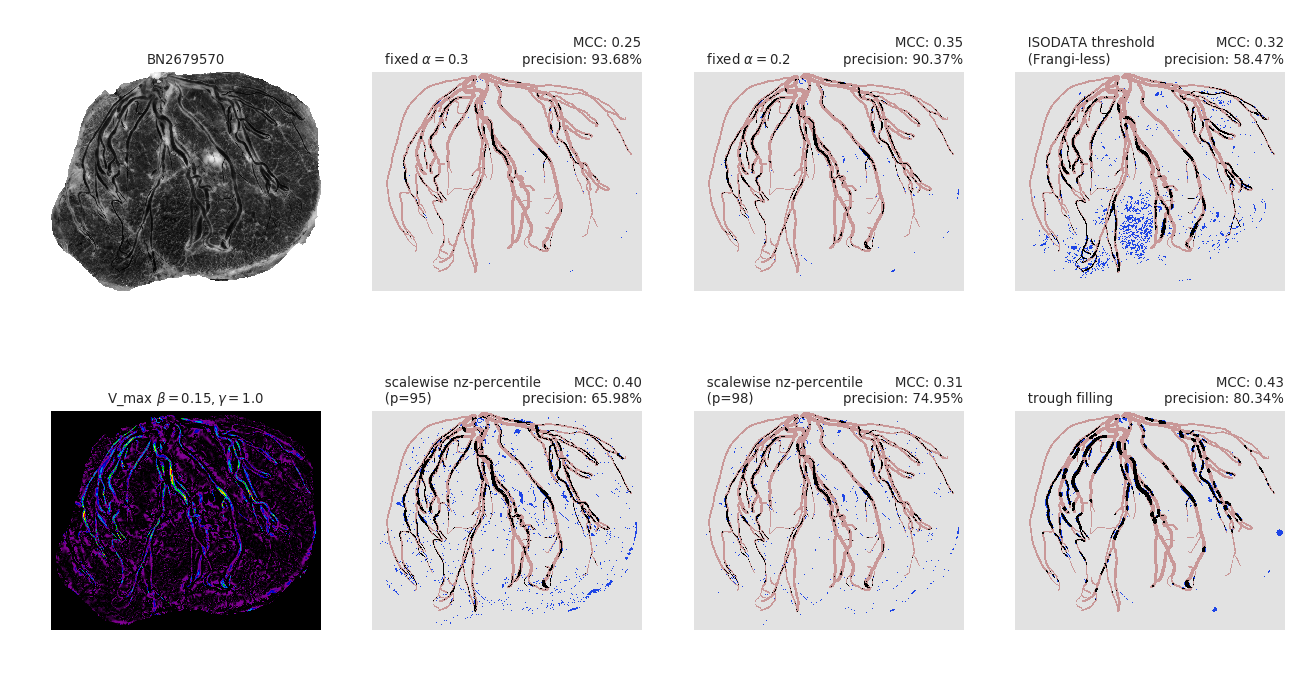 BN2679570
MCC: 0.25
fixed α = 0.3 precision: 93.68%
MCC: 0.35
fixed α = 0.2 precision: 90.37%
ISODATA threshold MCC: 0.32
(Frangi-less) precision: 58.47%
V_max β = 0.15, γ = 1.0
scalewise nz-percentile MCC: 0.40
(p=95) precision: 65.98%
scalewise nz-percentile MCC: 0.31
(p=98) precision: 74.95%
MCC: 0.43
trough filling precision: 80.34%